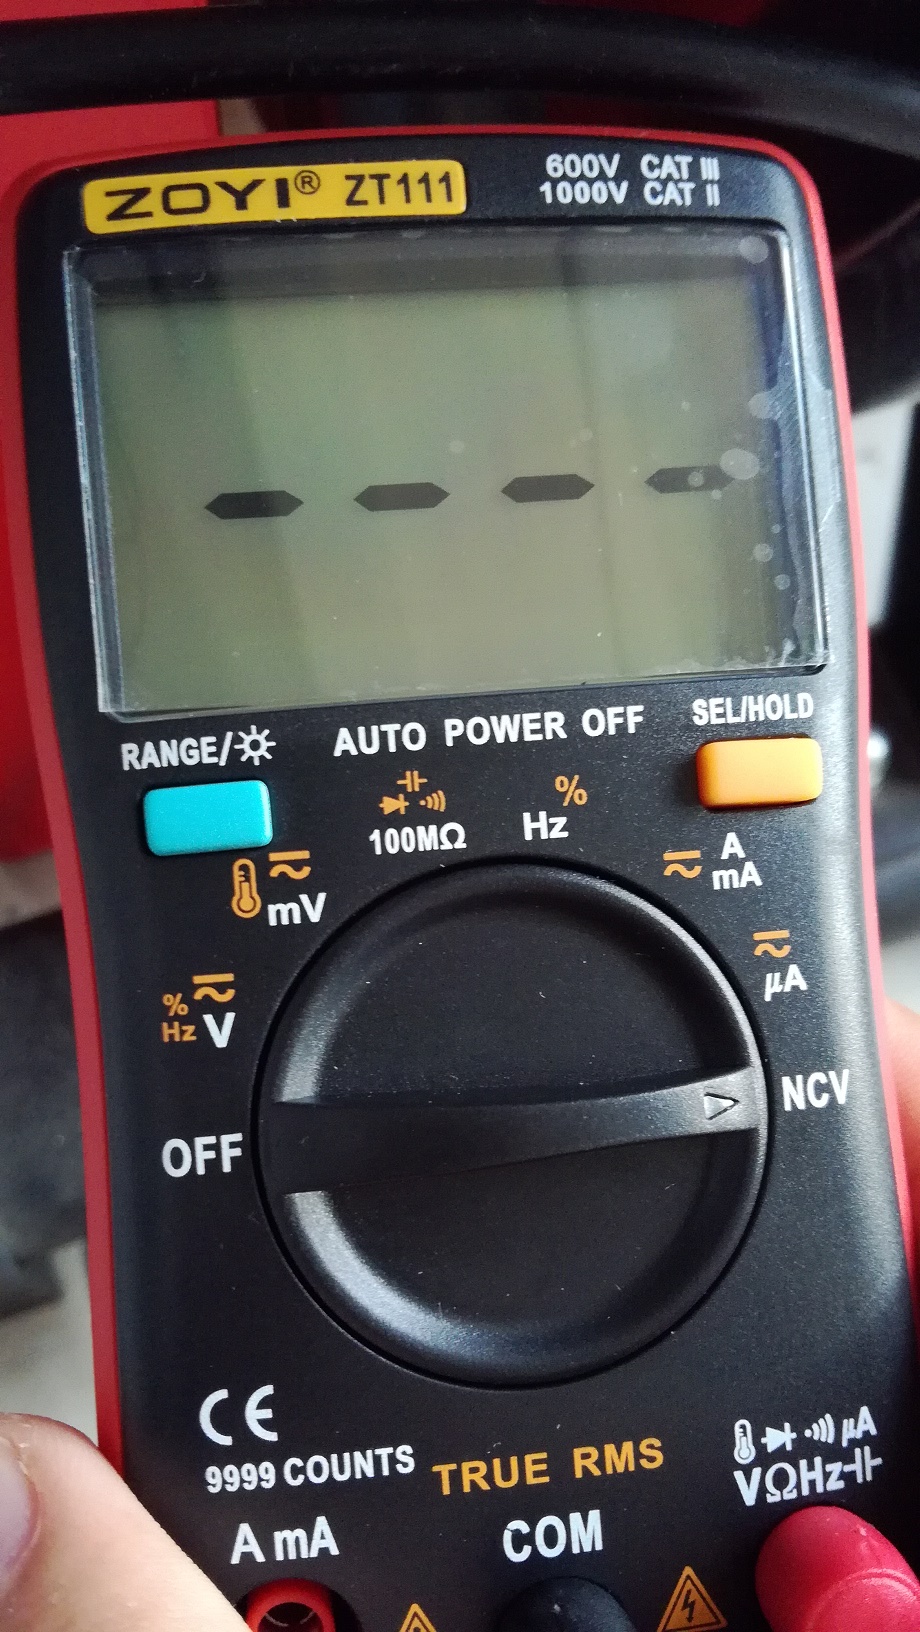 ZOYI® ZT111
600V CAT III
1000V CAT II
----
RANGE/
AUTO POWER OFF
SEL/HOLD
100MΩ
%
Hz
A
mA
mV
μA
%
Hz V
NCV
OFF
CE
9999 COUNTS
TRUE RMS
μA
VΩHz
A mA
COM